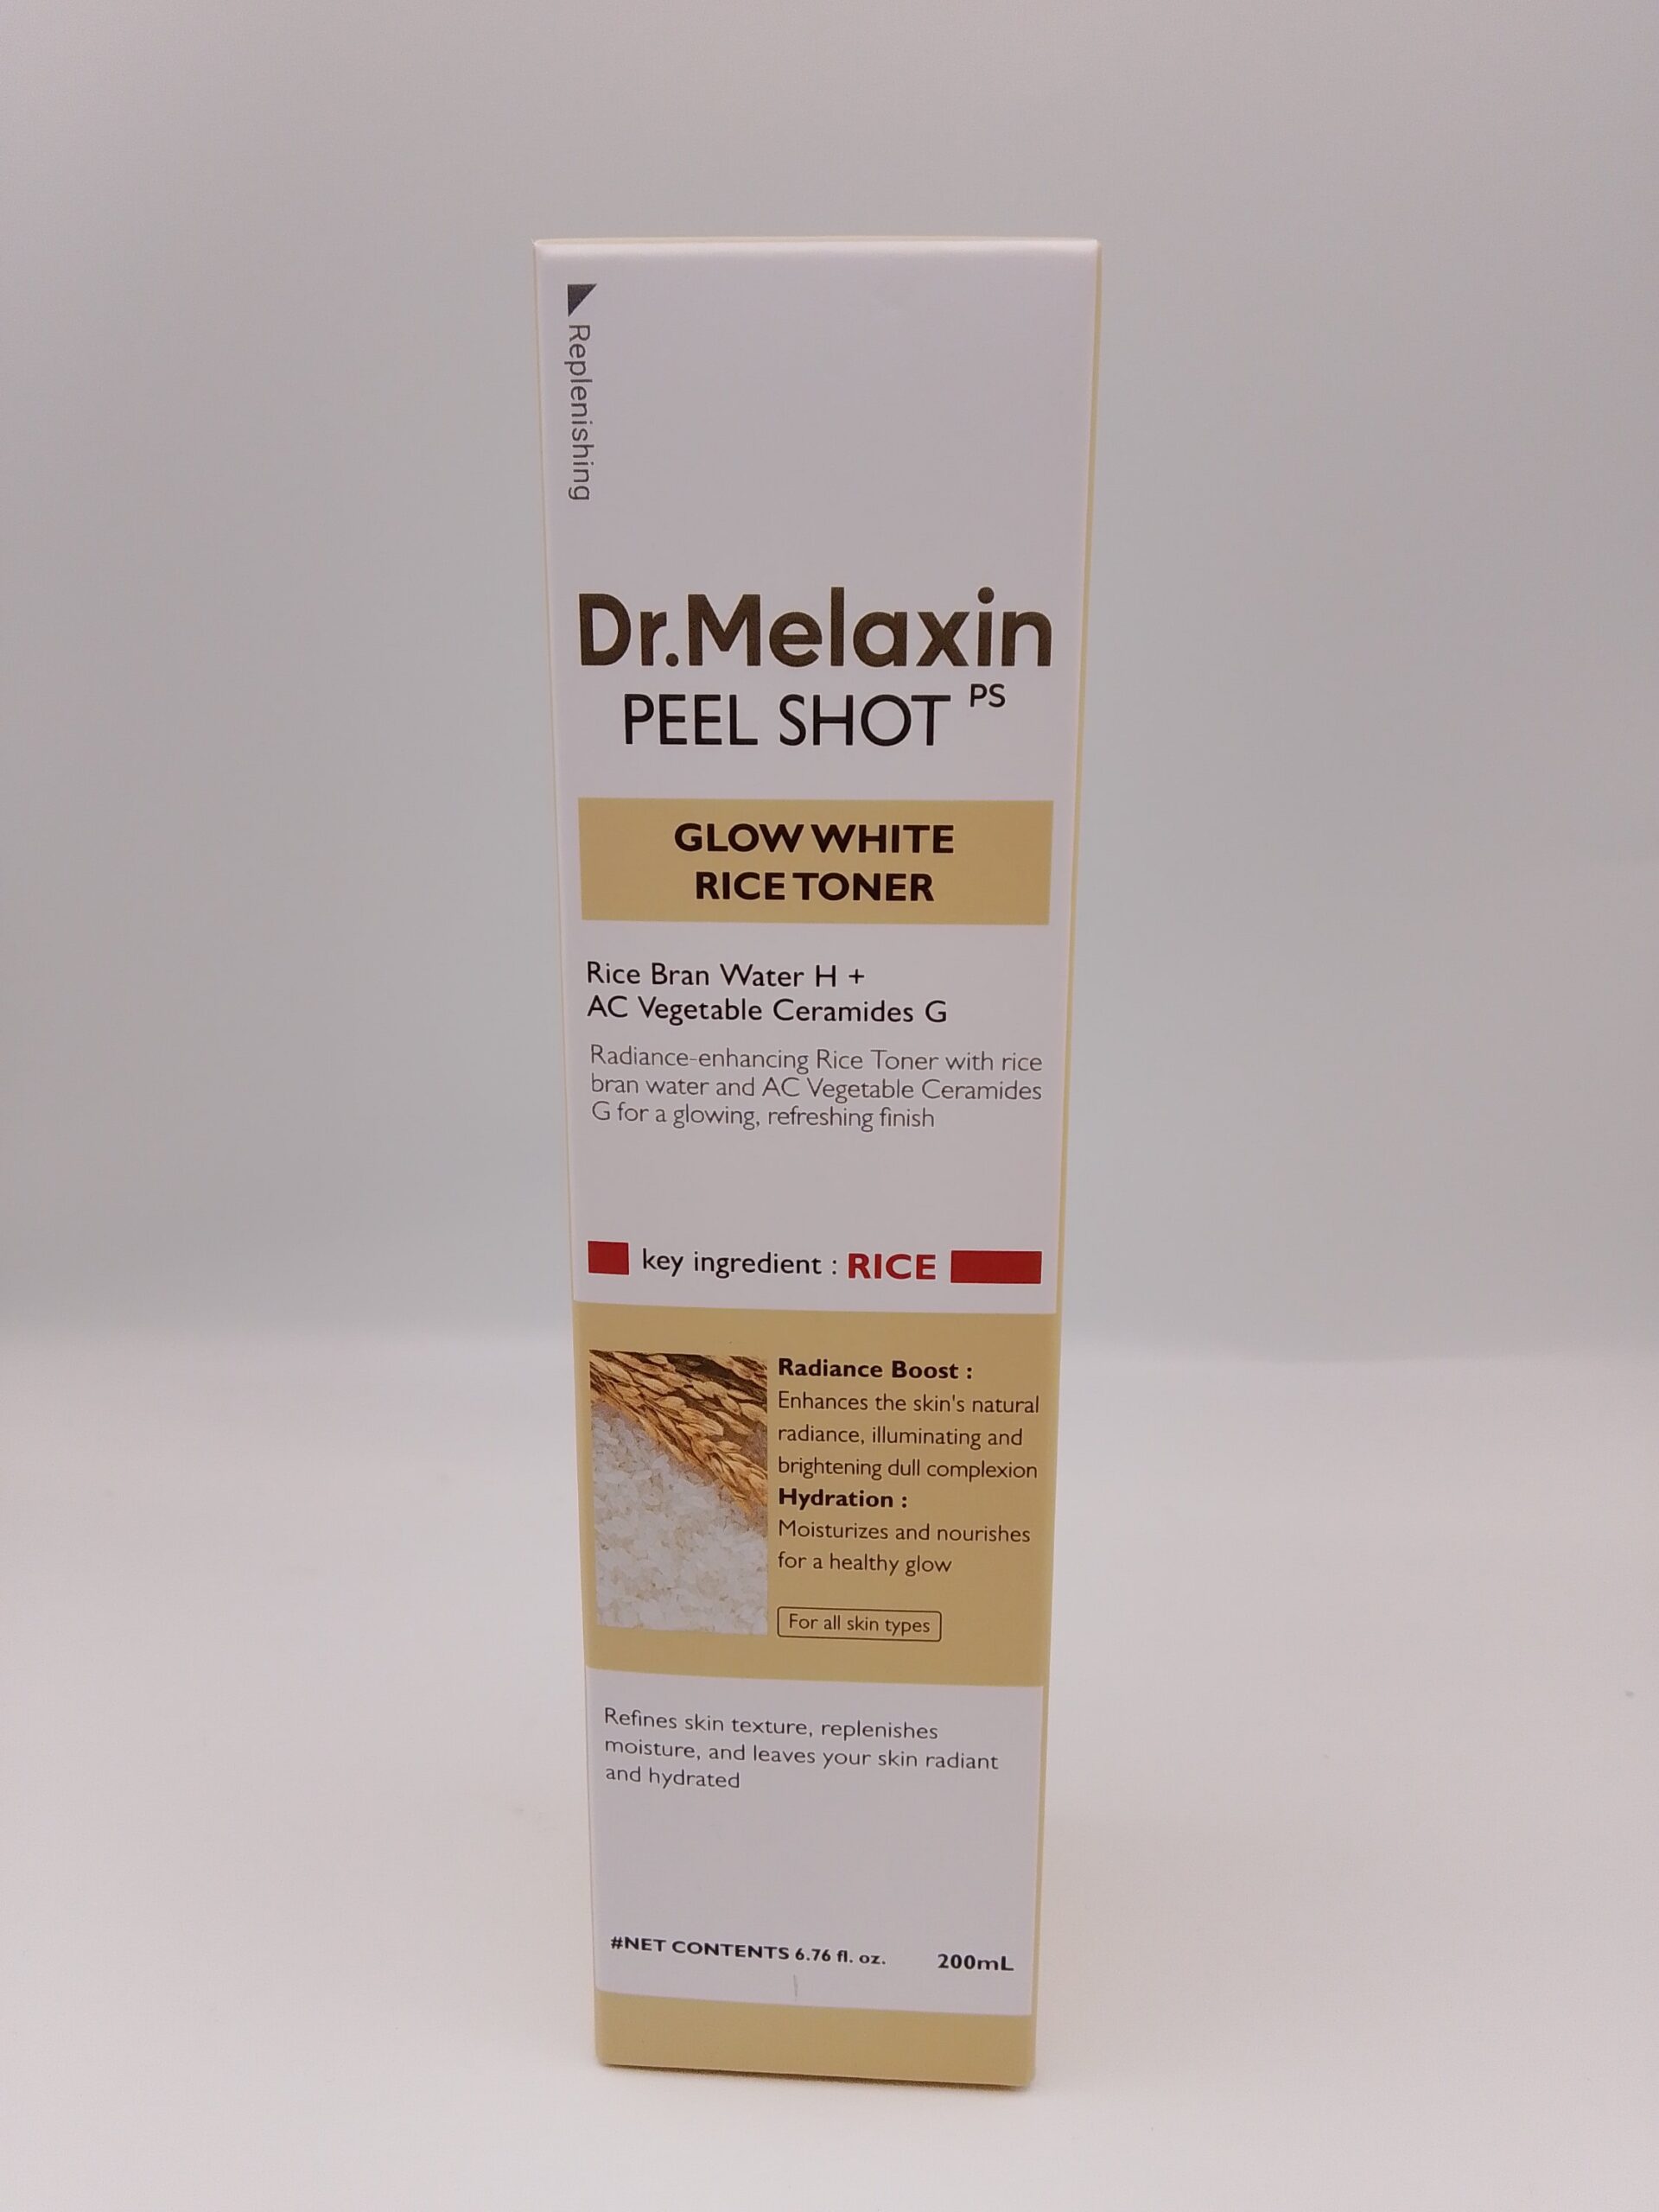 Replenishing
Dr.Melaxin
PEEL SHOT PS
GLOW WHITE
RICE TONER
Rice Bran Water H +
AC Vegetable Ceramides G
Radiance-enhancing Rice Toner with rice
bran water and AC Vegetable Ceramides
G for a glowing, refreshing finish
key ingredient : RICE
Radiance Boost :
Enhances the skin's natural
radiance, illuminating and
brightening dull complexion
Hydration :
Moisturizes and nourishes
for a healthy glow
For all skin types
Refines skin texture, replenishes
moisture, and leaves your skin radiant
and hydrated
#NET CONTENTS 6.76 fl. oz. 200mL